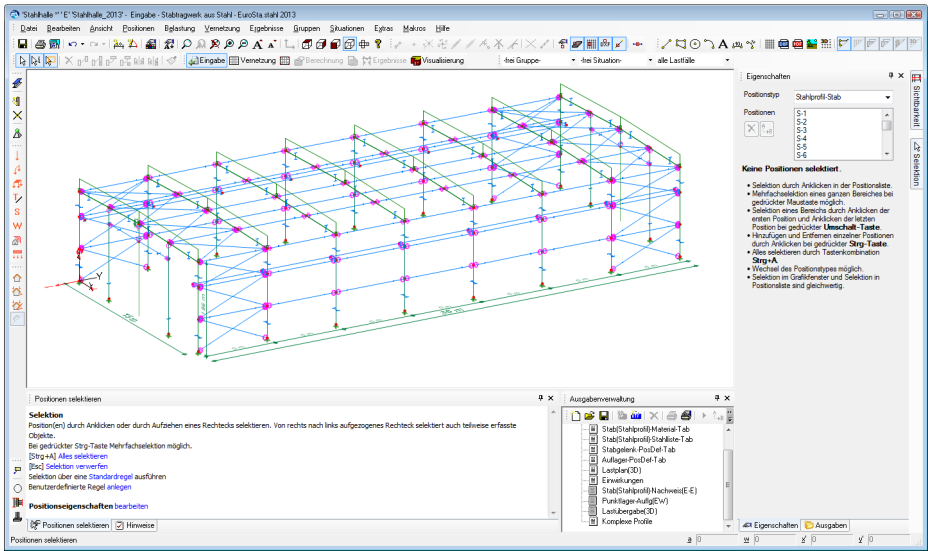 'Stahlhalle *' 'E' 'Stahlhalle_2013' - Eingabe - Stabtragwerk aus Stahl - EuroSta.stahl 2013
Datei Bearbeiten Ansicht Positionen Belastung Vernetzung Ergebnisse Gruppen Situationen Extras Makros Hilfe
Eingabe Vernetzung Berechnung Ergebnisse Visualisierung -frei Gruppe- -frei Situation- alle Lastfälle
Eigenschaften
Positionstyp Stahlprofil-Stab
Positionen S-1
S-2
S-3
S-4
S-5
S-6
Keine Positionen selektiert.
• Selektion durch Anklicken in der Positionsliste.
• Mehrfachselektion eines ganzen Bereiches bei
gedrückter Maustaste möglich.
• Selektion eines Bereichs durch Anklicken der
ersten Position und Anklicken der letzten
Position bei gedrückter Umschalt-Taste.
• Hinzufügen und Entfernen einzelner Positionen
durch Anklicken bei gedrückter Strg-Taste.
• Alles selektieren durch Tastenkombination
Strg+A.
• Wechsel des Positionstypes möglich.
• Selektion im Grafikfenster und Selektion in
Positionsliste sind gleichwertig.
Sichtbarkeit
Selektion
Y
X
Positionen selektieren
Selektion
Position(en) durch Anklicken oder durch Aufziehen eines Rechtecks selektieren. Von rechts nach links aufgezogenes Rechteck selektiert auch teilweise erfasste
Objekte.
Bei gedrückter Strg-Taste Mehrfachselektion möglich.
[Strg+A] Alles selektieren
[Esc] Selektion verwerfen
Selektion über eine Standardregel ausführen
Benutzerdefinierte Regel anlegen
Positionseigenschaften bearbeiten
Positionen selektieren Hinweise
Ausgabenverwaltung
Stab(Stahlprofil)-Material-Tab
Stab(Stahlprofil)-Stahlliste-Tab
Stabgelenk-PosDef-Tab
Auflager-PosDef-Tab
Lastplan(3D)
Einwirkungen
Stab(Stahlprofil)-Nachweis(E-E)
Punktlager-Auflg(EW)
Lastübergabe(3D)
Komplexe Profile
Eigenschaften Ausgaben
Positionen selektieren
a 0 w 0 x' 0 y' 0